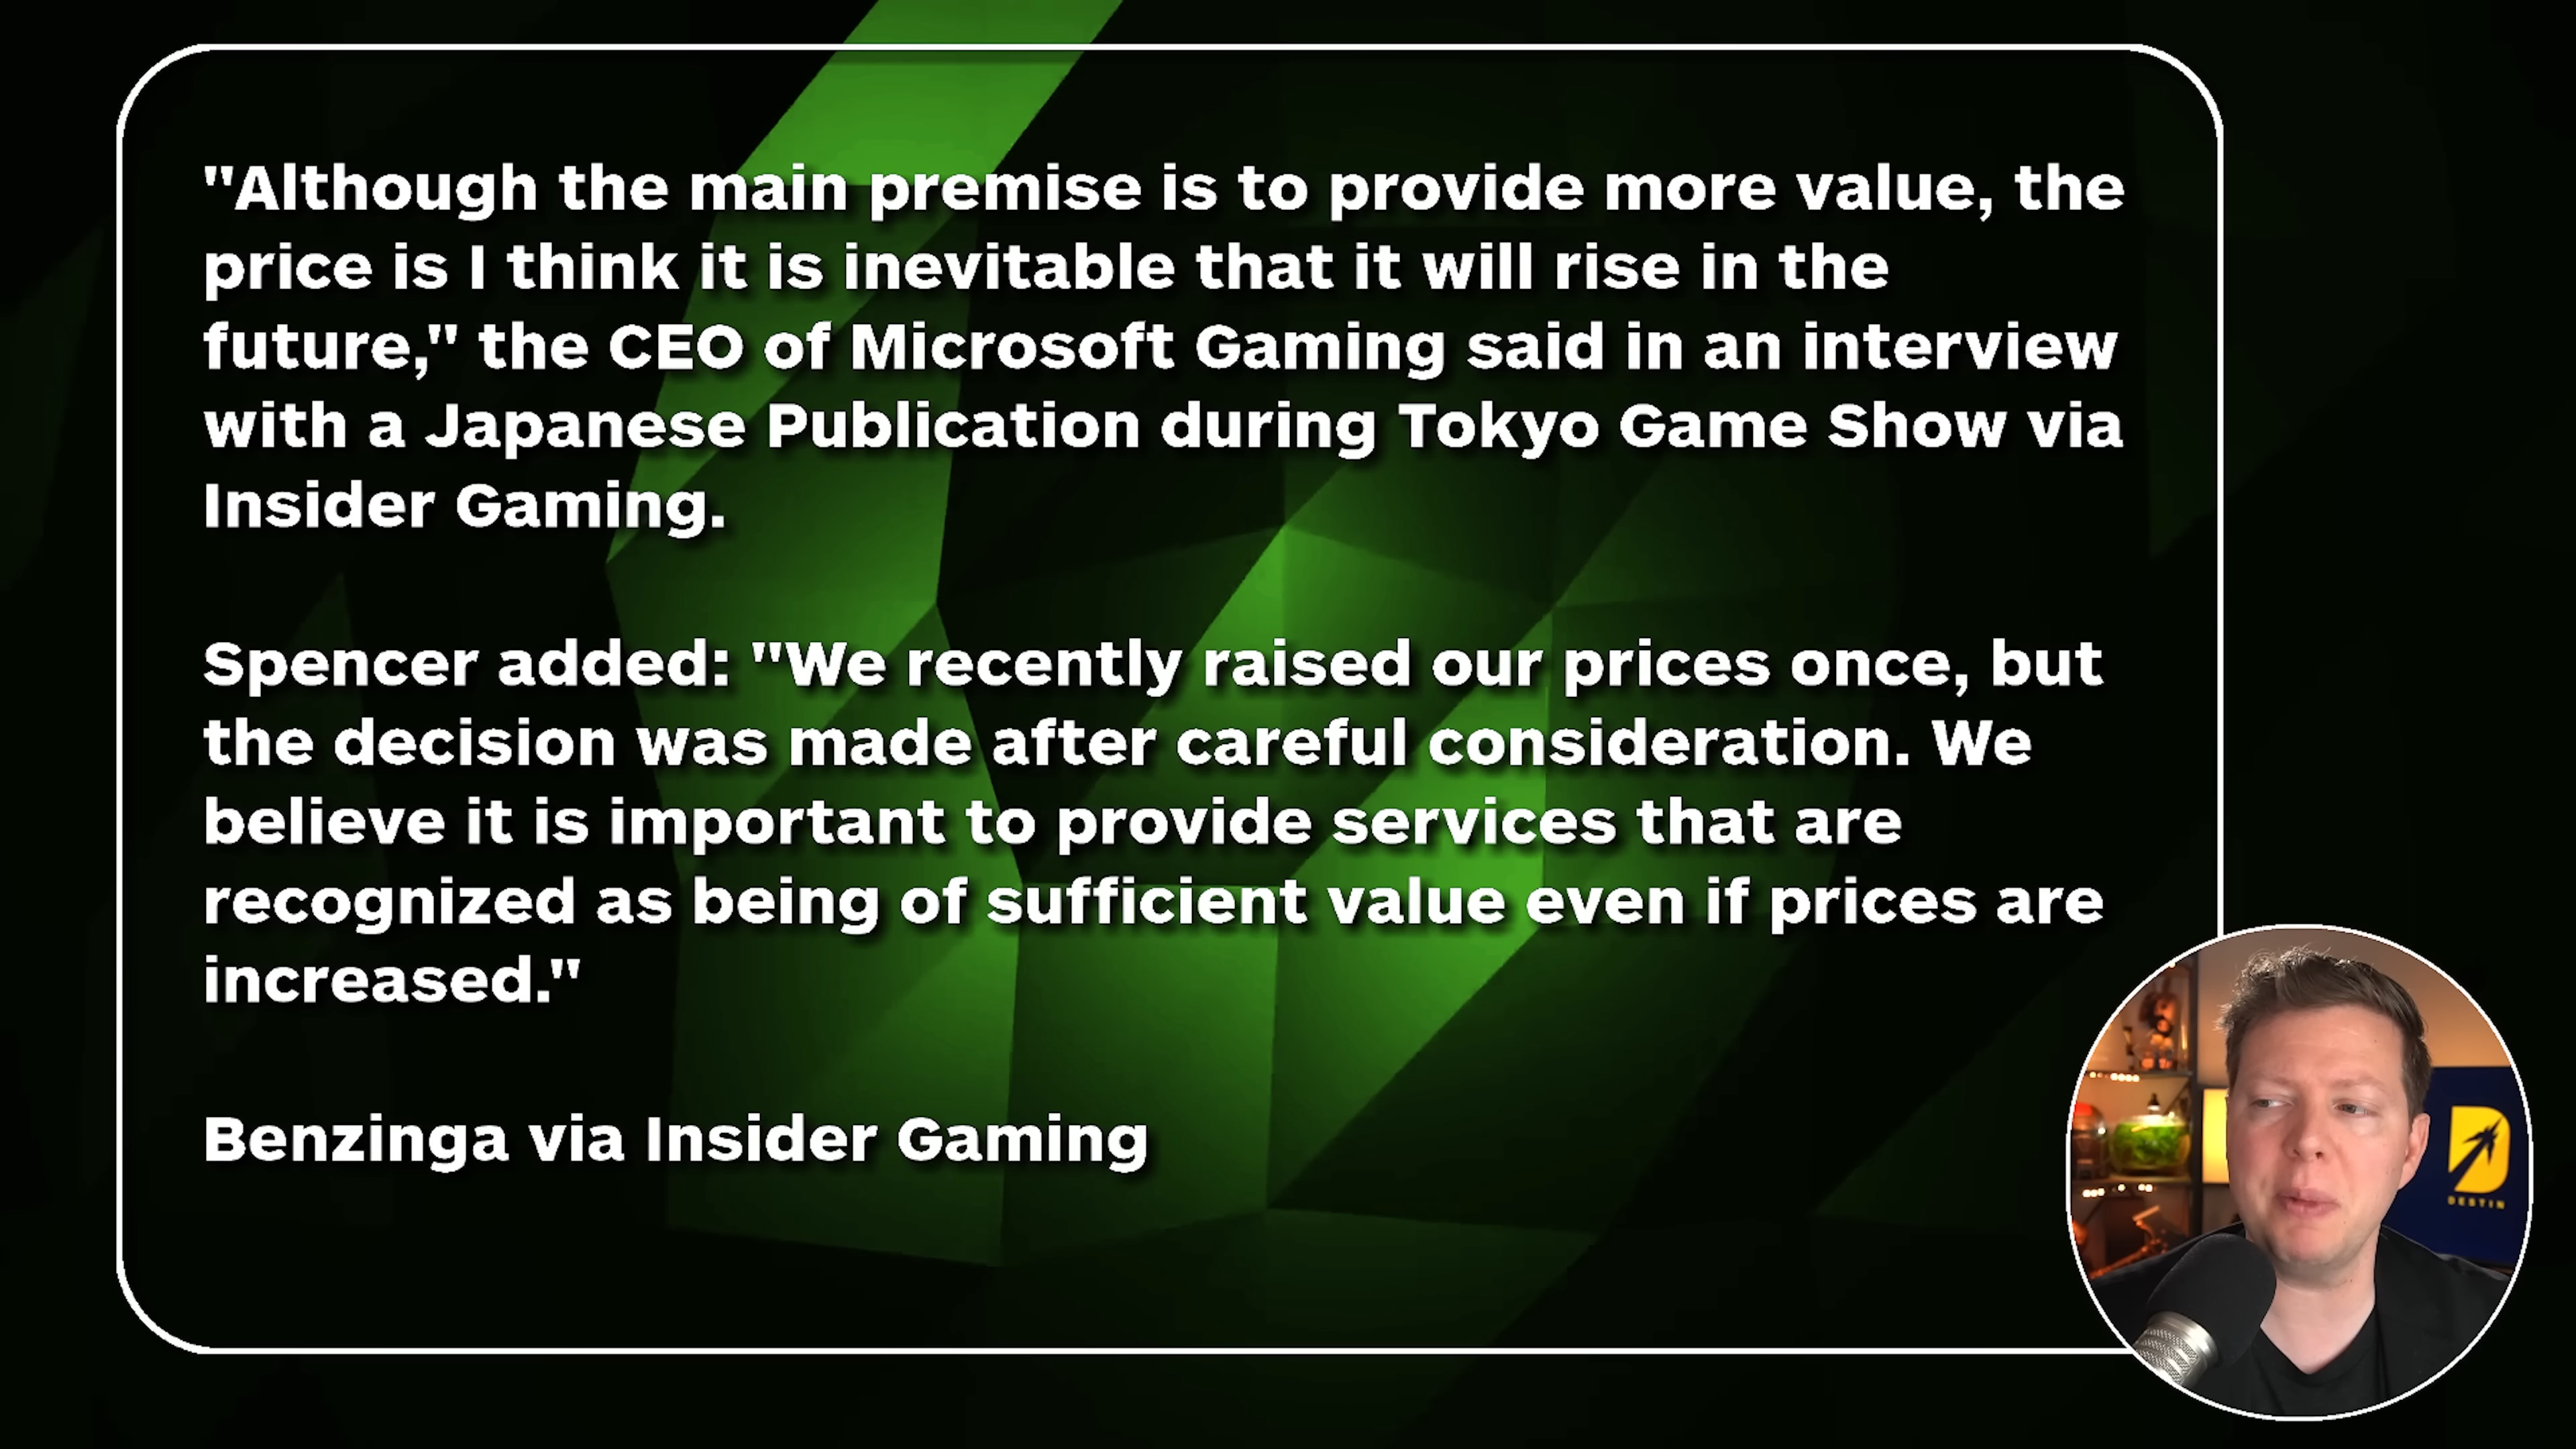 "Although the main premise is to provide more value, the
price is I think it is inevitable that it will rise in the
future," the CEO of Microsoft Gaming said in an interview
with a Japanese Publication during Tokyo Game Show via
Insider Gaming.
Spencer added: "We recently raised our prices once, but
the decision was made after careful consideration. We
believe it is important to provide services that are
recognized as being of sufficient value even if prices are
increased."
Benzinga via Insider Gaming
D
DESTIN